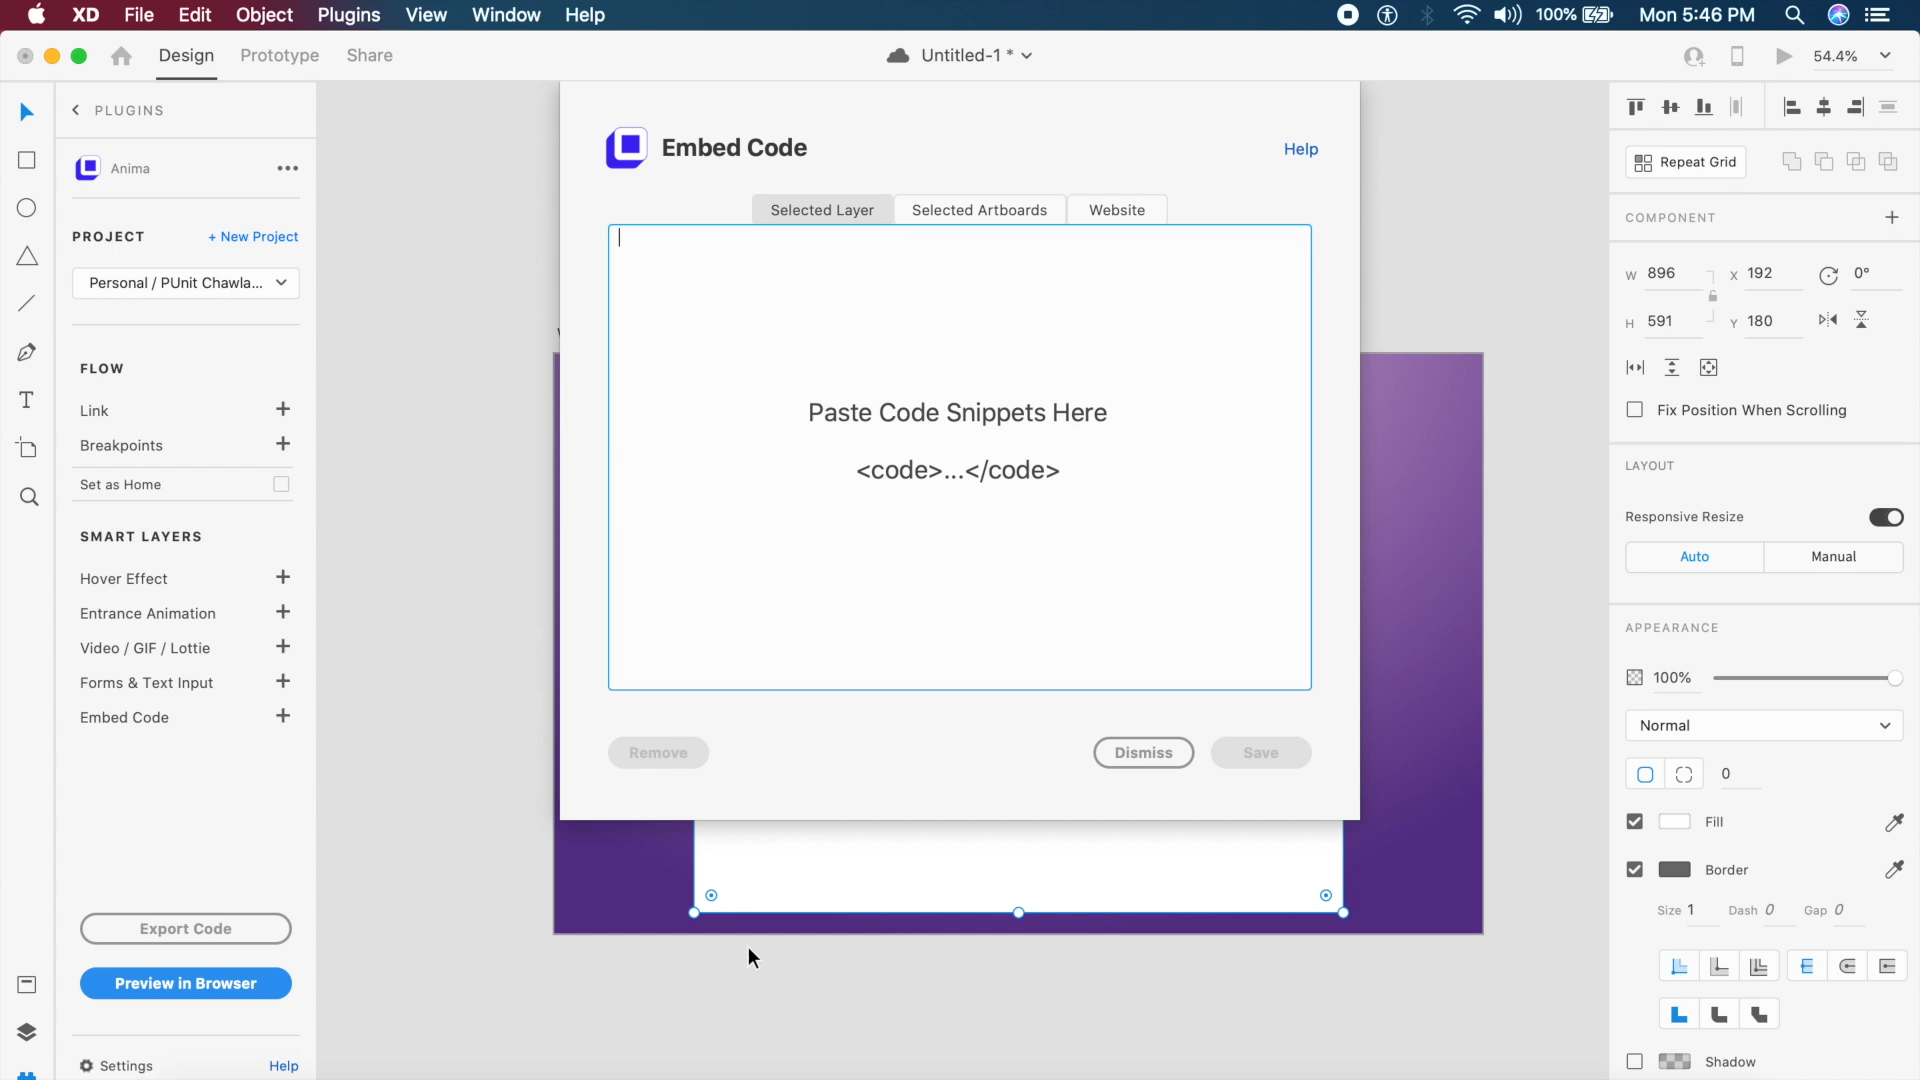 XD File Edit Object Plugins View Window Help 100% Mon 5:46 PM
Design Prototype Share Untitled-1 * 54.4%
PLUGINS
Anima
PROJECT + New Project
Personal / PUnit Chawla...
FLOW
Link
Breakpoints
Set as Home
SMART LAYERS
Hover Effect
Entrance Animation
Video / GIF / Lottie
Forms & Text Input
Embed Code
Export Code
Preview in Browser
Settings Help
Embed Code Help
Selected Layer Selected Artboards Website
Paste Code Snippets Here
<code>...</code>
Remove Dismiss Save
Repeat Grid
COMPONENT
W 896 X 192 0°
H 591 Y 180
Fix Position When Scrolling
LAYOUT
Responsive Resize
Auto Manual
APPEARANCE
100%
Normal
0
Fill
Border
Size 1 Dash 0 Gap 0
Shadow